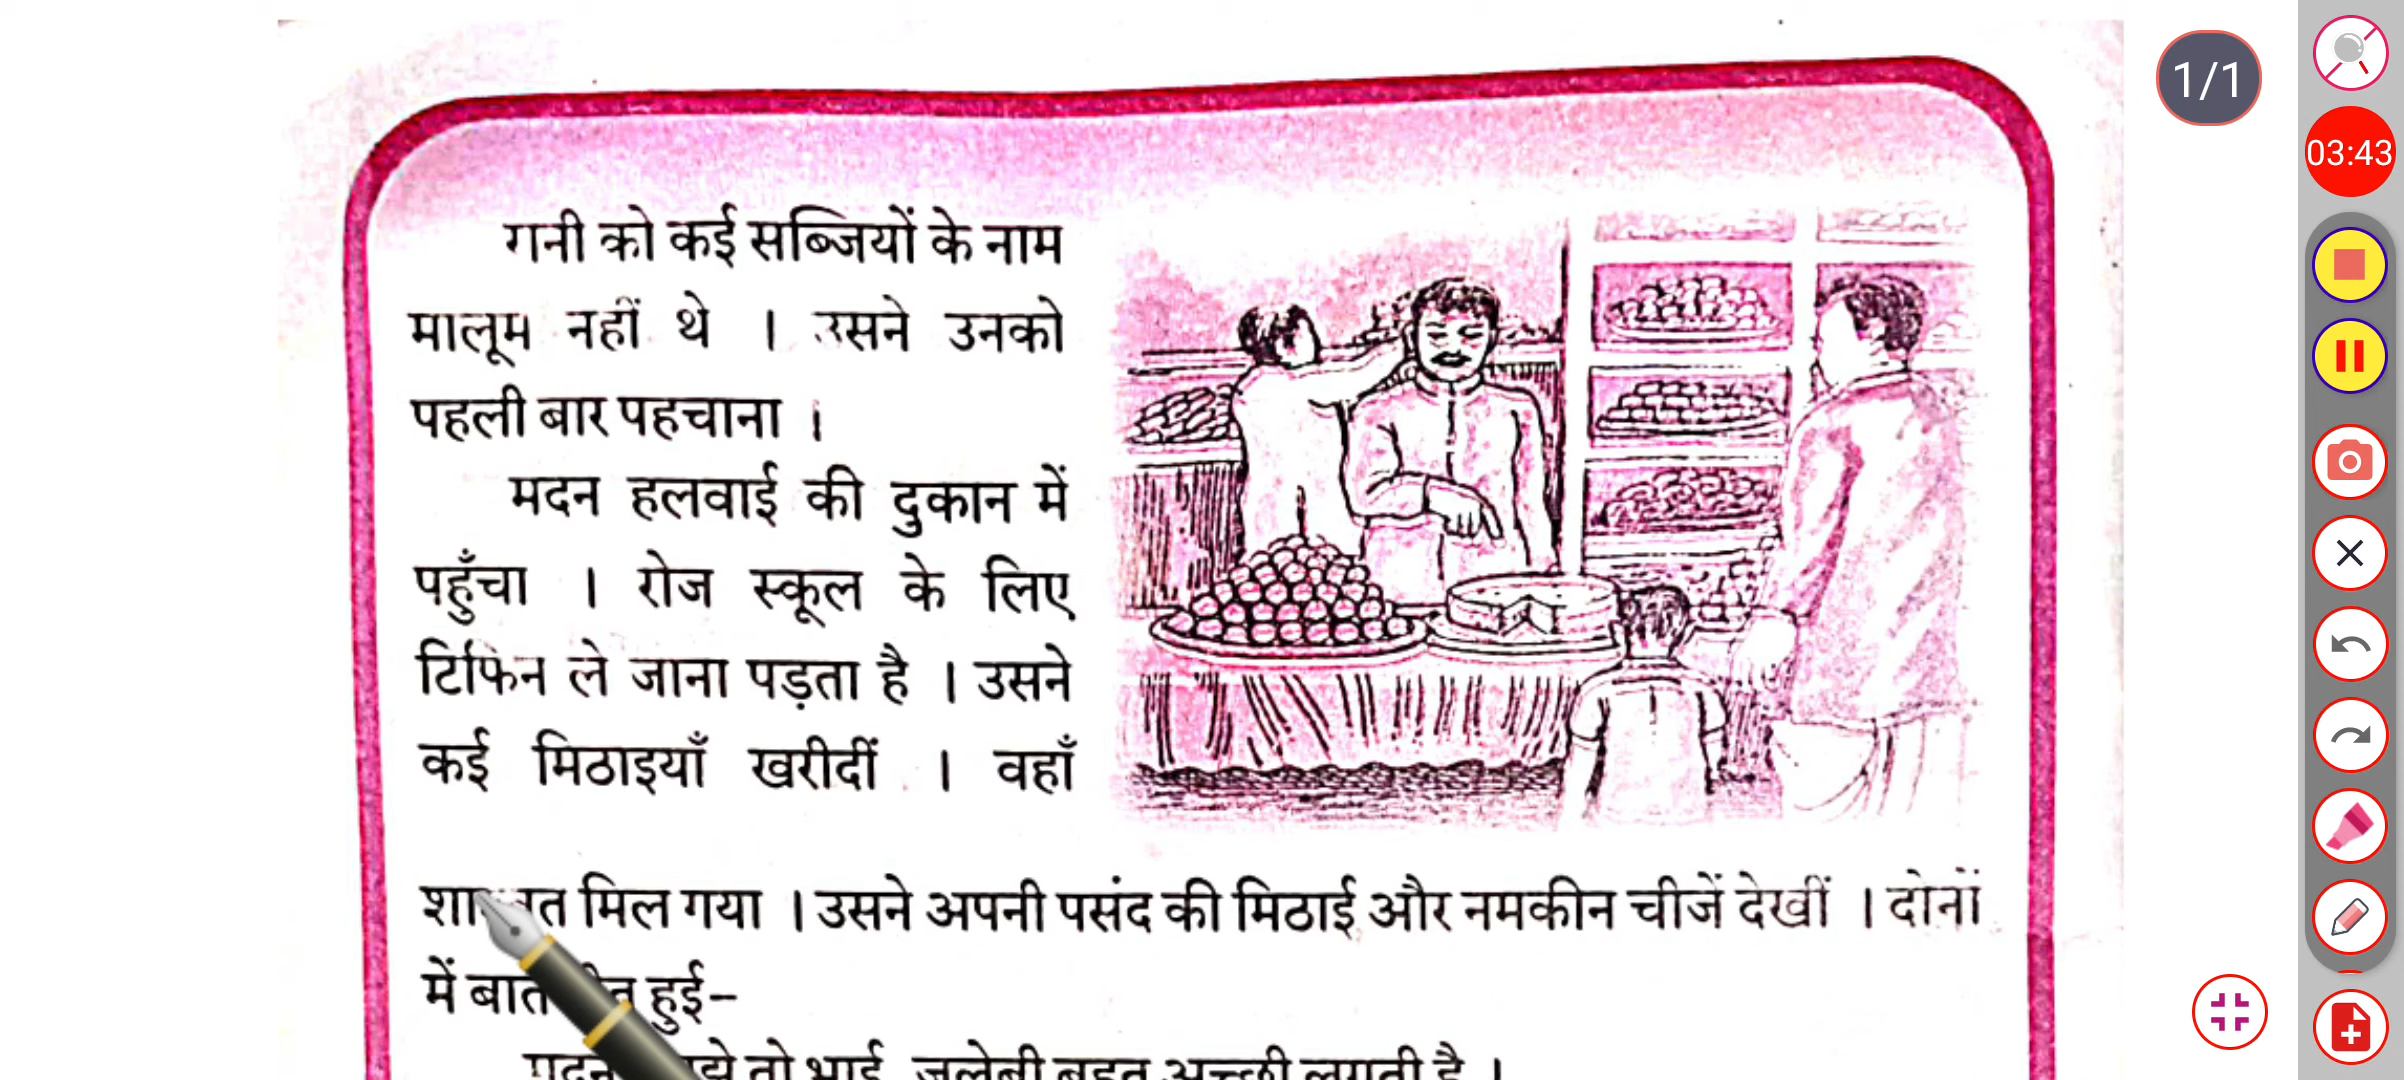 1/1
03:43
गनी को कई सब्जियों के नाम
मालूम नहीं थे । उसने उनको
पहली बार पहचाना ।
मदन हलवाई की दुकान में
पहुँचा । रोज स्कूल के लिए
टिफिन ले जाना पड़ता है । उसने
कई मिठाइयाँ खरीदीं । वहाँ
मिल गया । उसने अपनी पसंद की मिठाई और नमकीन चीजें देखीं । दोनों
में हुई–
तो भाई जलेबी बहुत अच्छी लगती है ।